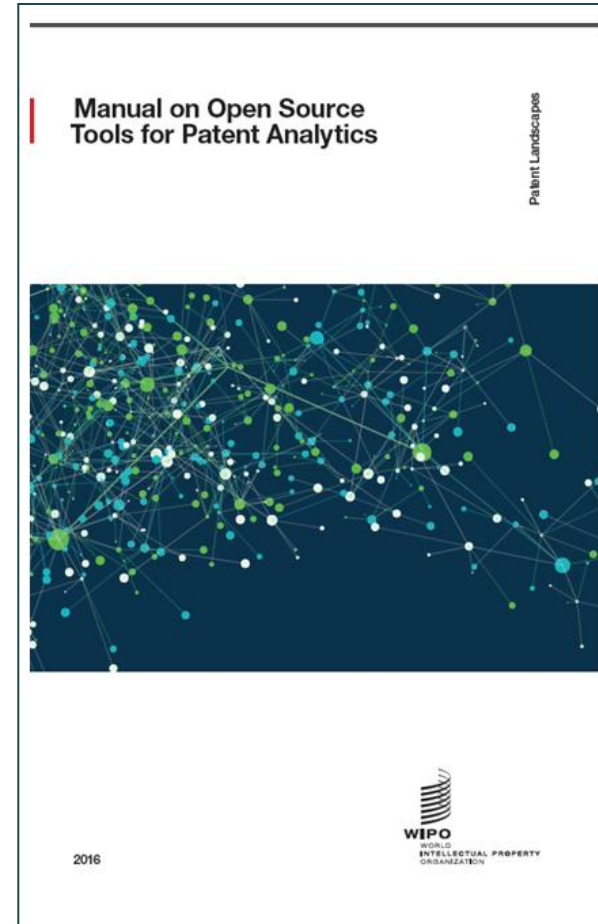 Manual on Open Source
Tools for Patent Analytics
Patent Landscapes
2016
WIPO
WORLD
INTELLECTUAL PROPERTY
ORGANIZATION